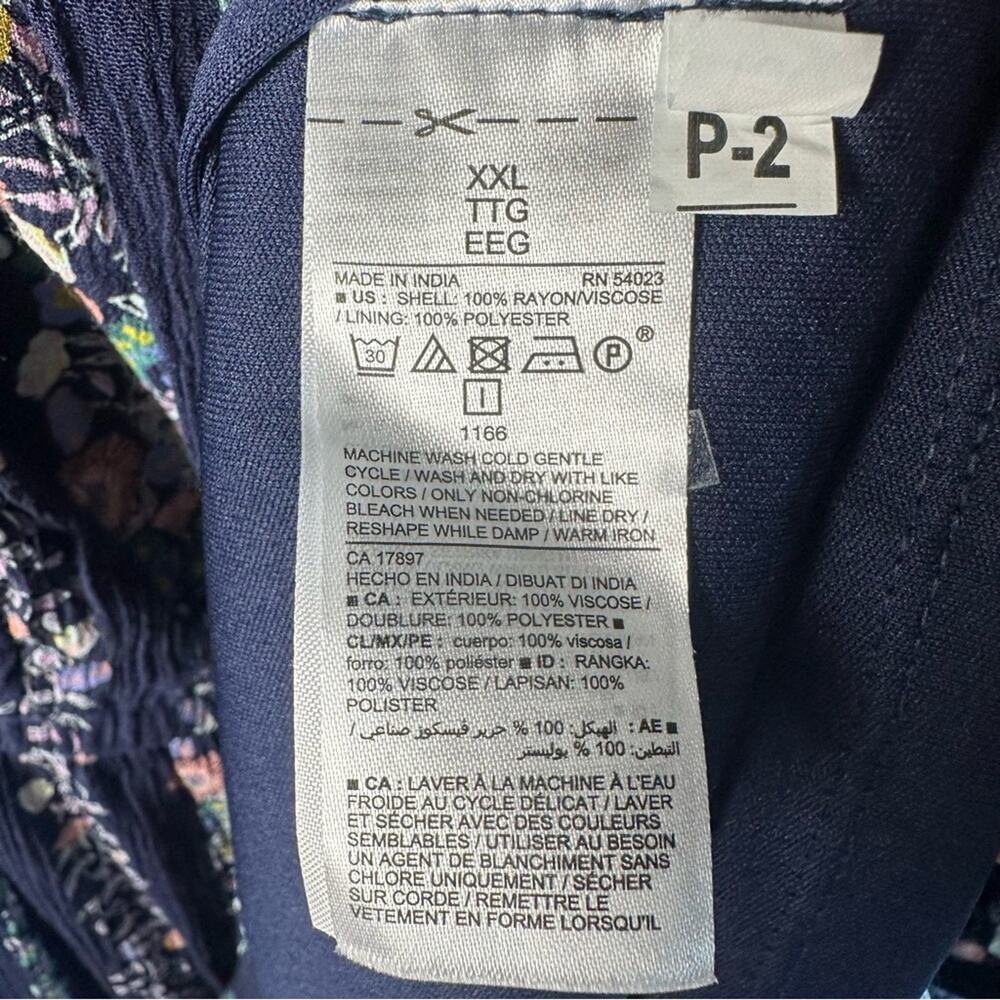 P-2
XXL
TTG
EEG
MADE IN INDIA RN 54023
■ US : SHELL: 100% RAYON/VISCOSE
/ LINING: 100% POLYESTER
30 P ®
1166
MACHINE WASH COLD GENTLE
CYCLE / WASH AND DRY WITH LIKE
COLORS / ONLY NON-CHLORINE
BLEACH WHEN NEEDED / LINE DRY /
RESHAPE WHILE DAMP / WARM IRON
CA 17897
HECHO EN INDIA / DIBUAT DI INDIA
■ CA : EXTÉRIEUR: 100% VISCOSE /
DOUBLURE: 100% POLYESTER ■
CL/MX/PE : cuerpo: 100% viscosa /
forro: 100% poliéster ■ ID : RANGKA:
100% VISCOSE / LAPISAN: 100%
POLISTER
■ AE : الهيكل: 100 % حرير فيسكوز صناعي /
التبطين: 100 % بوليستر
■ CA : LAVER À LA MACHINE À L'EAU
FROIDE AU CYCLE DÉLICAT / LAVER
ET SÉCHER AVEC DES COULEURS
SEMBLABLES / UTILISER AU BESOIN
UN AGENT DE BLANCHIMENT SANS
CHLORE UNIQUEMENT / SÉCHER
SUR CORDE / REMETTRE LE
VÊTEMENT EN FORME LORSQU'IL